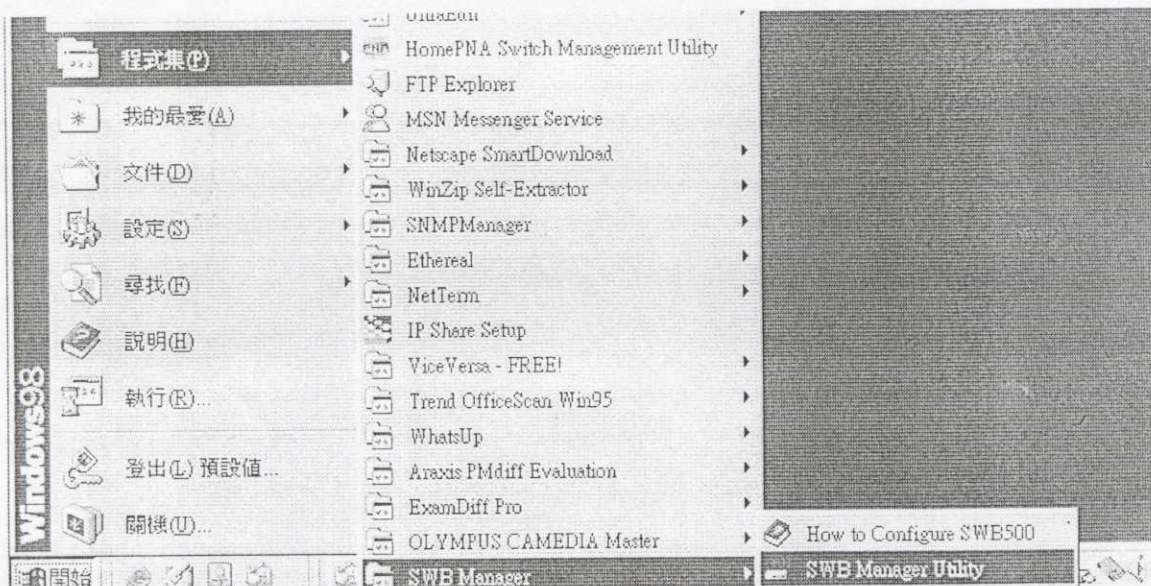 UltraEdit
程式集(P)
HomePNA Switch Management Utility
FTP Explorer
我的最愛(A)
MSN Messenger Service
文件(D)
Netscape SmartDownload
WinZip Self-Extractor
設定(S)
SNMPManager
Ethereal
尋找(F)
NetTerm
說明(H)
IP Share Setup
ViceVersa - FREE!
執行(R)...
Trend OfficeScan Win95
WhatsUp
登出(L) 預設值...
Araxis PMdiff Evaluation
ExamDiff Pro
關機(U)...
OLYMPUS CAMEDIA Master
SWB Manager
How to Configure SWB500
SWB Manager Utility
Windows98
開始